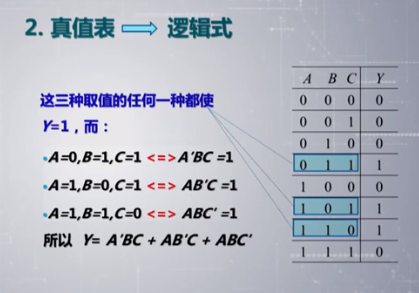 2. 真值表 ⟹ 逻辑式
这三种取值的任何一种都使
Y=1，而：
•A=0,B=1,C=1 <=> A′BC =1
•A=1,B=0,C=1 <=> AB′C =1
•A=1,B=1,C=0 <=> ABC′ =1
所以 Y= A′BC + AB′C + ABC′
A B C Y
0 0 0 0
0 0 1 0
0 1 0 0
0 1 1 1
1 0 0 0
1 0 1 1
1 1 0 1
1 1 1 0